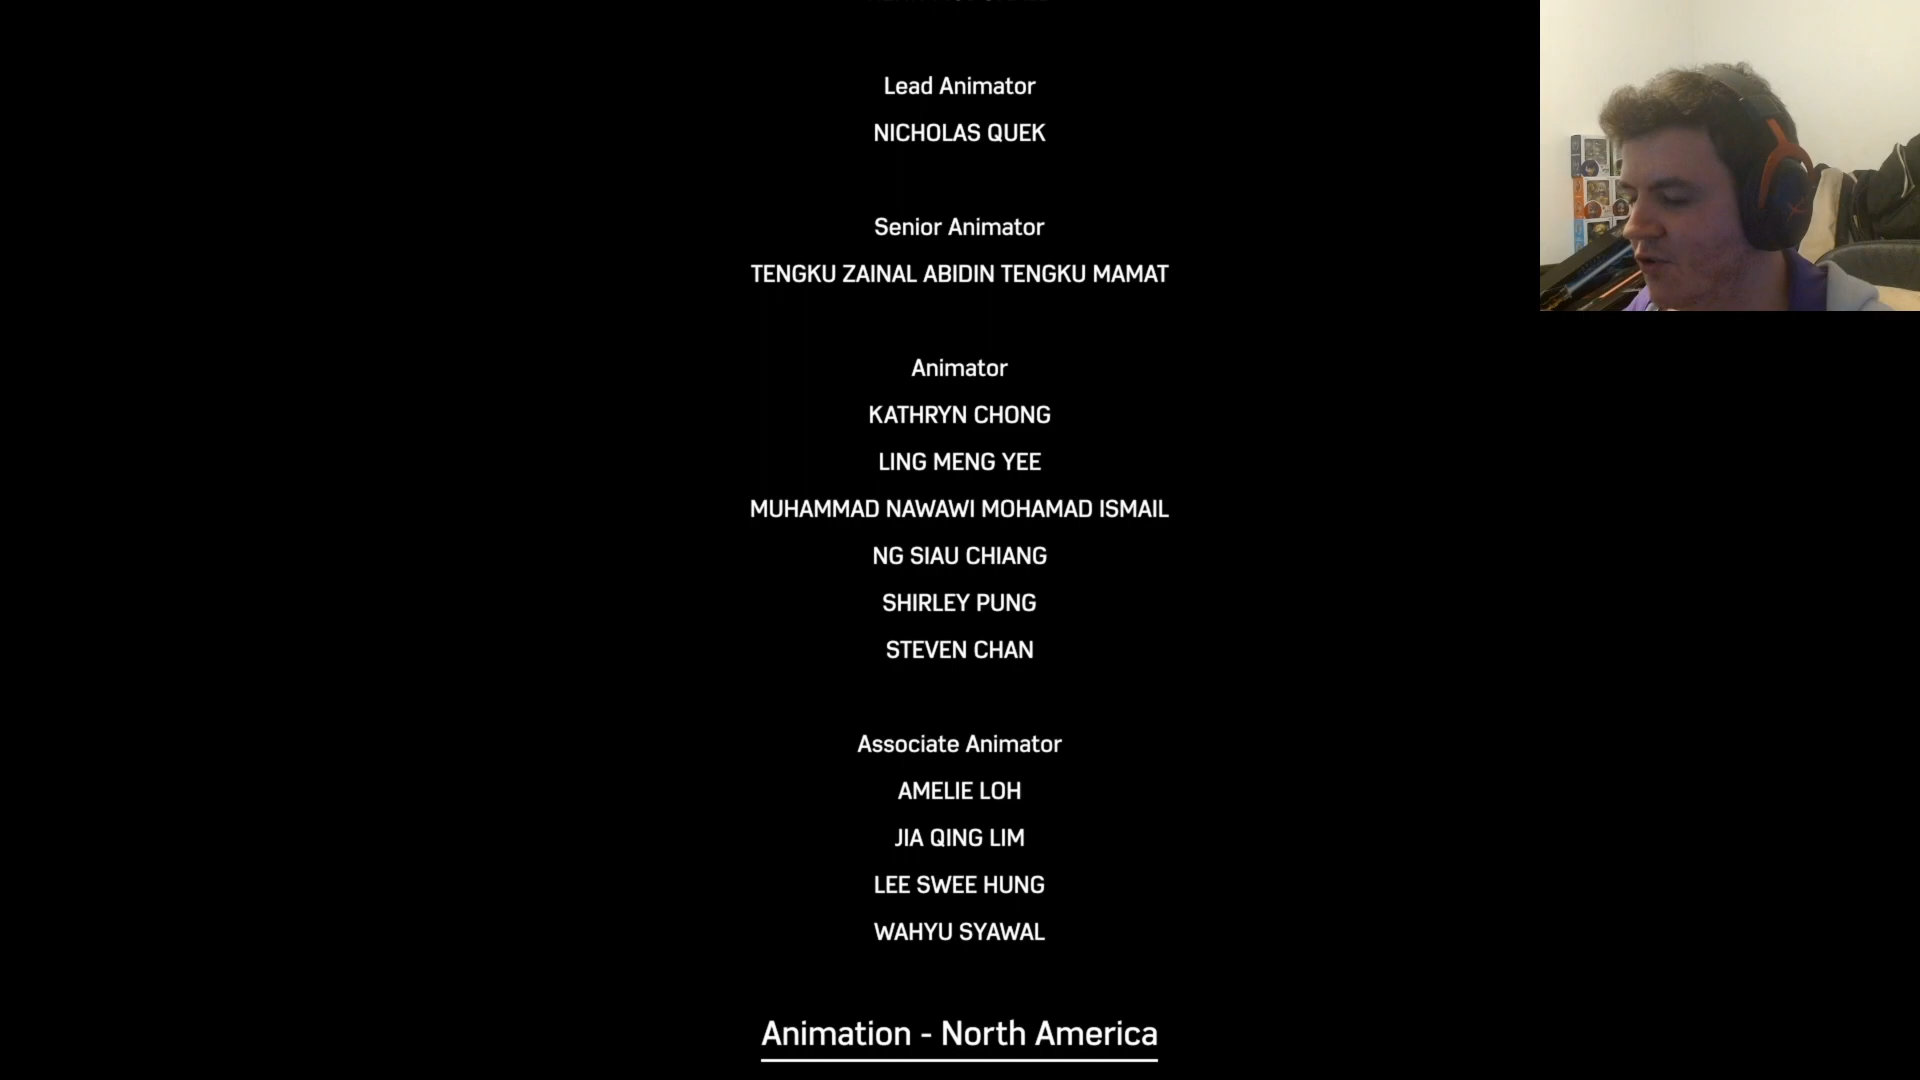 Lead Animator
NICHOLAS QUEK
Senior Animator
TENGKU ZAINAL ABIDIN TENGKU MAMAT
Animator
KATHRYN CHONG
LING MENG YEE
MUHAMMAD NAWAWI MOHAMAD ISMAIL
NG SIAU CHIANG
SHIRLEY PUNG
STEVEN CHAN
Associate Animator
AMELIE LOH
JIA QING LIM
LEE SWEE HUNG
WAHYU SYAWAL
Animation - North America